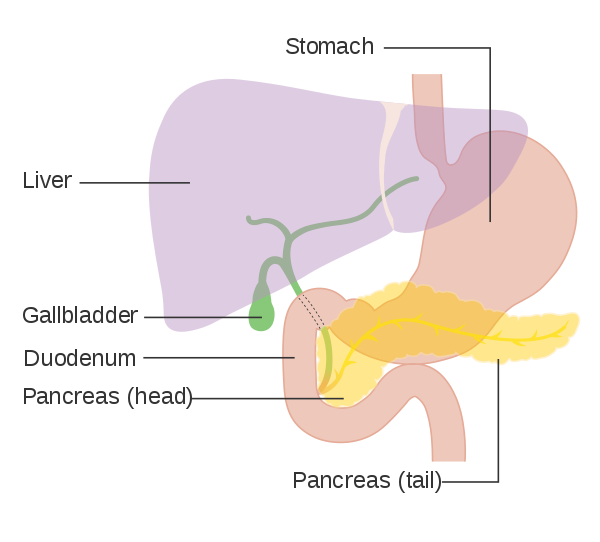 Stomach
Liver
Gallbladder
Duodenum
Pancreas (head)
Pancreas (tail)